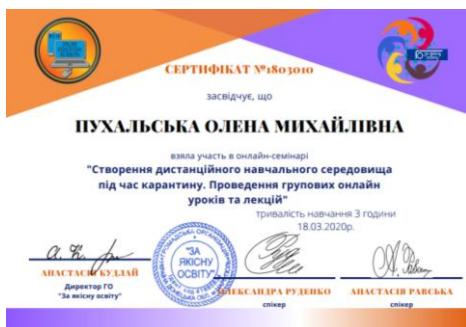 СЕРТИФІКАТ №1803010
засвідчує, що
ПУХАЛЬСЬКА ОЛЕНА МИХАЙЛІВНА
взяла участь в онлайн-семінарі
"Створення дистанційного навчального середовища
під час карантину. Проведення групових онлайн
уроків та лекцій"
тривалість навчання 3 години
18.03.2020р.
"ЗА
ЯКІСНУ
ОСВІТУ"
АНАСТАСІЯ КУДЛАЙ
Директор ГО
"За якісну освіту"
ОЛЕКСАНДРА РУДЕНКО
спікер
АНАСТАСІЯ РАВСЬКА
спікер